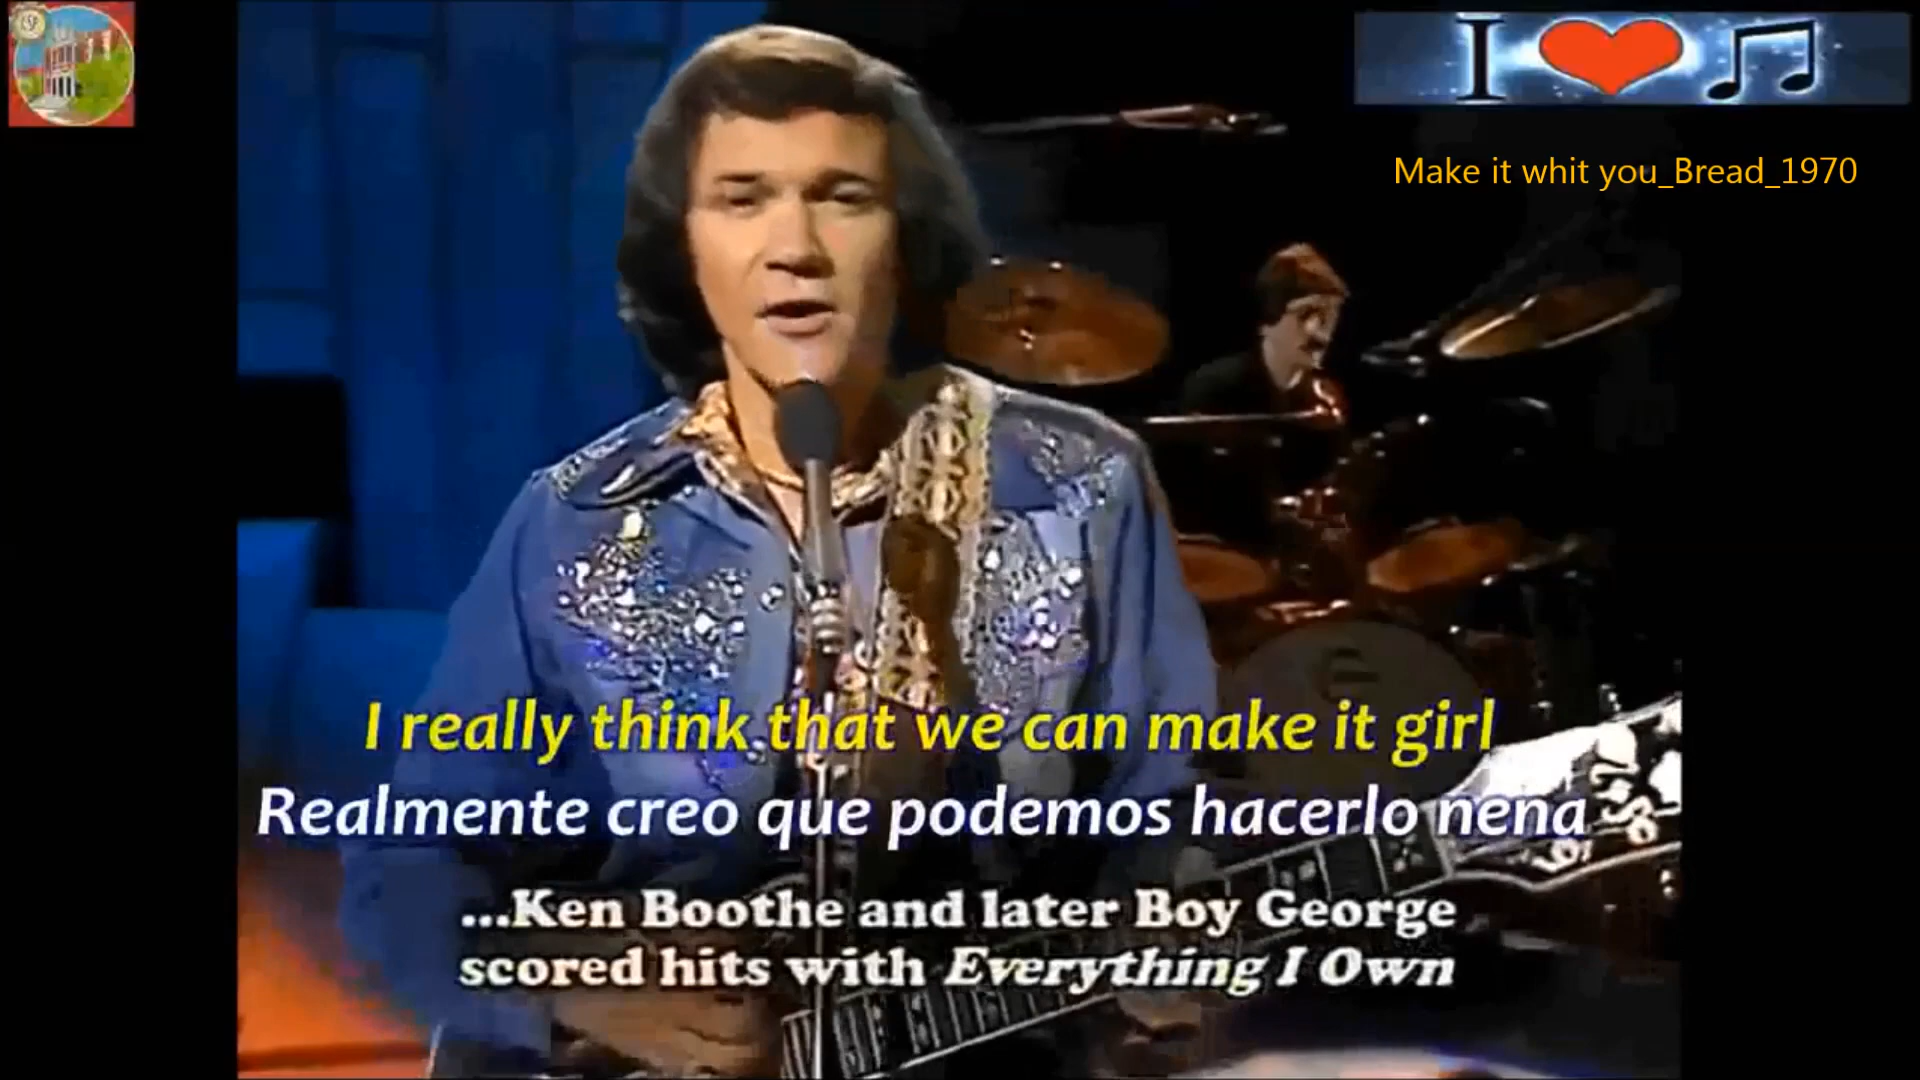 I
Make it whit you_Bread_1970
I really think that we can make it girl
Realmente creo que podemos hacerlo nena
...Ken Boothe and later Boy George
scored hits with Everything I Own